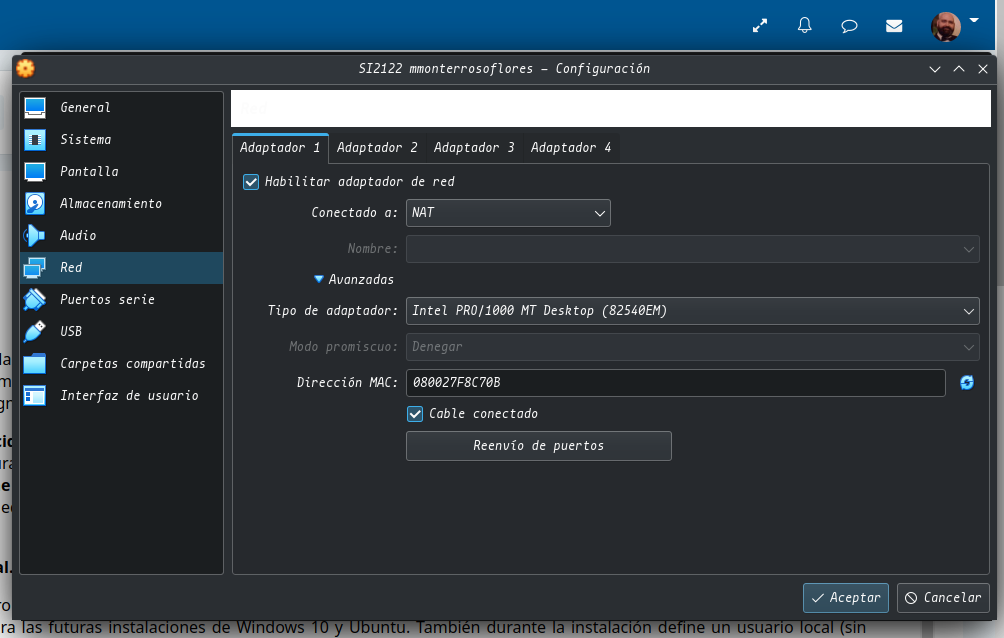 SI2122 mmonterrosoflores – Configuración
General
Sistema
Pantalla
Almacenamiento
Audio
Red
Puertos serie
USB
Carpetas compartidas
Interfaz de usuario
Adaptador 1 Adaptador 2 Adaptador 3 Adaptador 4
Habilitar adaptador de red
Conectado a: NAT
Nombre:
Avanzadas
Tipo de adaptador: Intel PRO/1000 MT Desktop (82540EM)
Modo promiscuo: Denegar
Dirección MAC: 080027F8C70B
Cable conectado
Reenvío de puertos
Aceptar Cancelar
ra las futuras instalaciones de Windows 10 y Ubuntu. También durante la instalación define un usuario local (sin